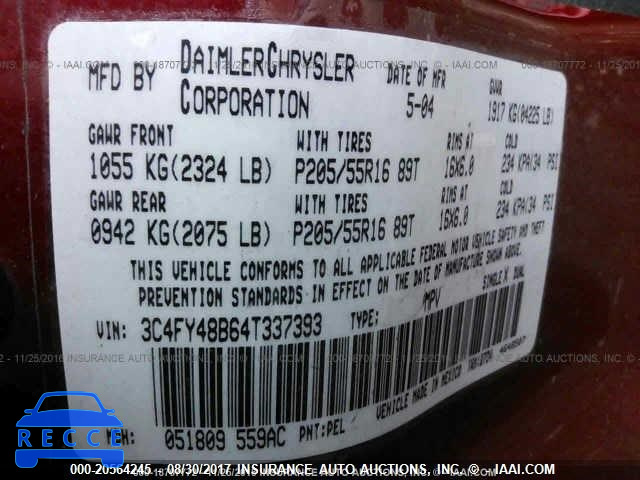 MFD BY DAIMLERCHRYSLER CORPORATION
DATE OF MFR 5-04
GVWR 1917 KG(04225 LB)
GAWR FRONT WITH TIRES RIMS AT COLD
1055 KG(2324 LB) P205/55R16 89T 16X6.0 234 KPA(34 PSI
GAWR REAR WITH TIRES RIMS AT COLD
0942 KG(2075 LB) P205/55R16 89T 16X6.0 234 KPA(34 PSI
THIS VEHICLE CONFORMS TO ALL APPLICABLE FEDERAL MOTOR VEHICLE SAFETY AND THEFT
PREVENTION STANDARDS IN EFFECT ON THE DATE OF MANUFACTURE SHOWN ABOVE.
VIN: 3C4FY48B64T337393 TYPE: MPV SINGLE X DUAL
MDH: 051809 559AC PNT:PEL
VEHICLE MADE IN MEXICO
RECCE
000-20564245 - 08/30/2017 - INSURANCE AUTO AUCTIONS, INC. - IAAI.COM